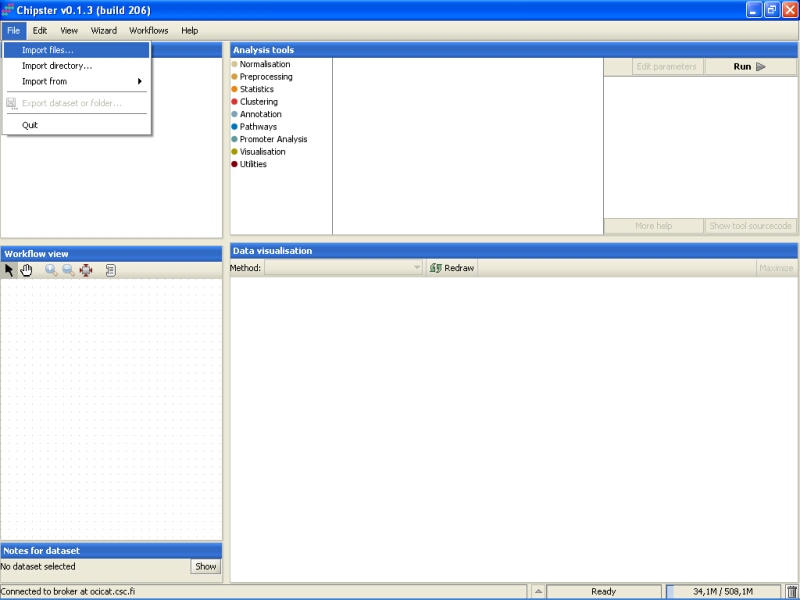 Chipster v0.1.3 (build 206)
File Edit View Wizard Workflows Help
Import files...
Import directory...
Import from
Export dataset or folder...
Quit
Analysis tools
Normalisation
Preprocessing
Statistics
Clustering
Annotation
Pathways
Promoter Analysis
Visualisation
Utilities
Edit parameters
Run
More help
Show tool sourcecode
Workflow view
Data visualisation
Method:
Redraw
Maximize
Notes for dataset
No dataset selected
Show
Connected to broker at ocicat.csc.fi
Ready
34,1M / 508,1M